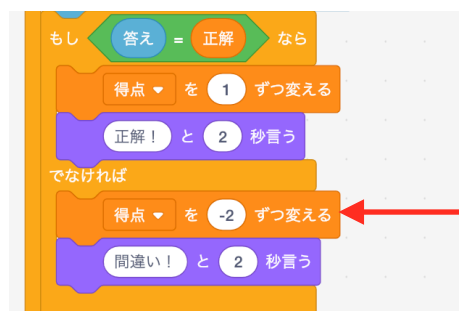 もし 答え = 正解 なら
得点 を 1 ずつ変える
正解! と 2 秒言う
でなければ
得点 を -2 ずつ変える
間違い! と 2 秒言う